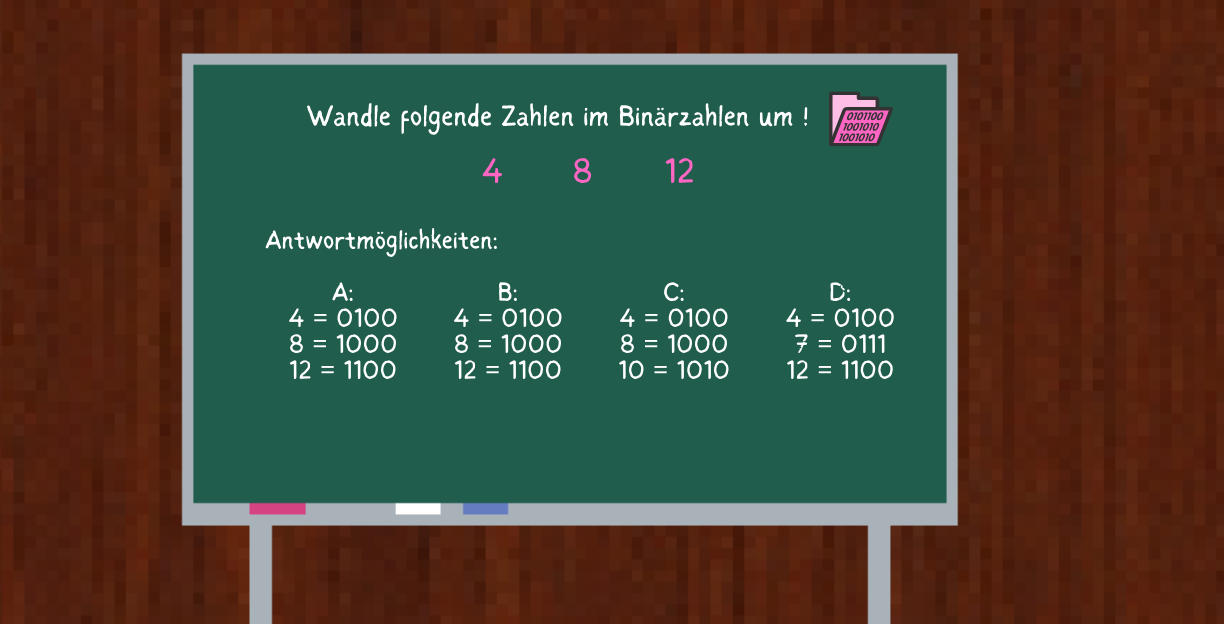 Wandle folgende Zahlen im Binärzahlen um !
0101100
1001010
1001010
4 8 12
Antwortmöglichkeiten:
A: B: C: D:
4 = 0100 4 = 0100 4 = 0100 4 = 0100
8 = 1000 8 = 1000 8 = 1000 7 = 0111
12 = 1100 12 = 1100 10 = 1010 12 = 1100